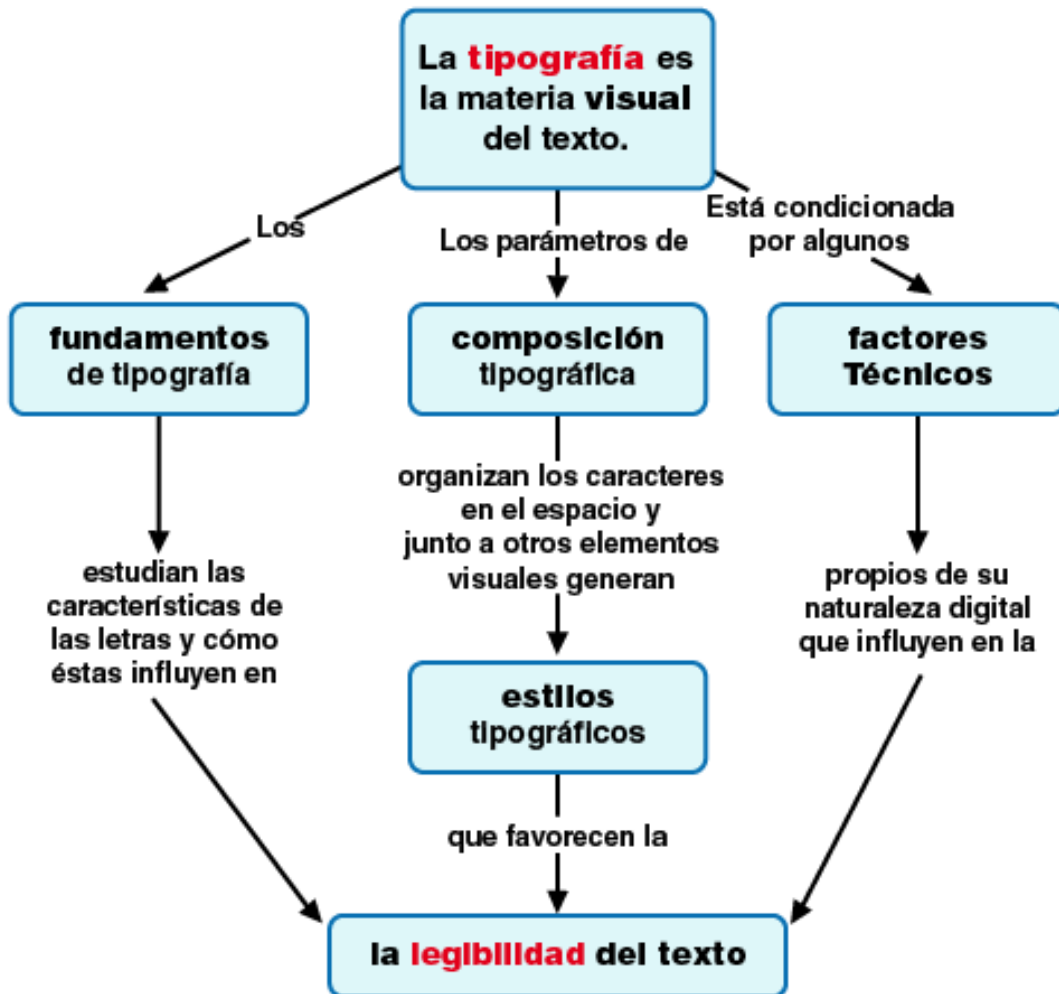 La tipografía es
la materia visual
del texto.
Los
Los parámetros de
Está condicionada
por algunos
fundamentos
de tipografía
composición
tipográfica
factores
Técnicos
estudian las
características de
las letras y cómo
éstas influyen en
organizan los caracteres
en el espacio y
junto a otros elementos
visuales generan
propios de su
naturaleza digital
que influyen en la
estilos
tipográficos
que favorecen la
la legibilidad del texto